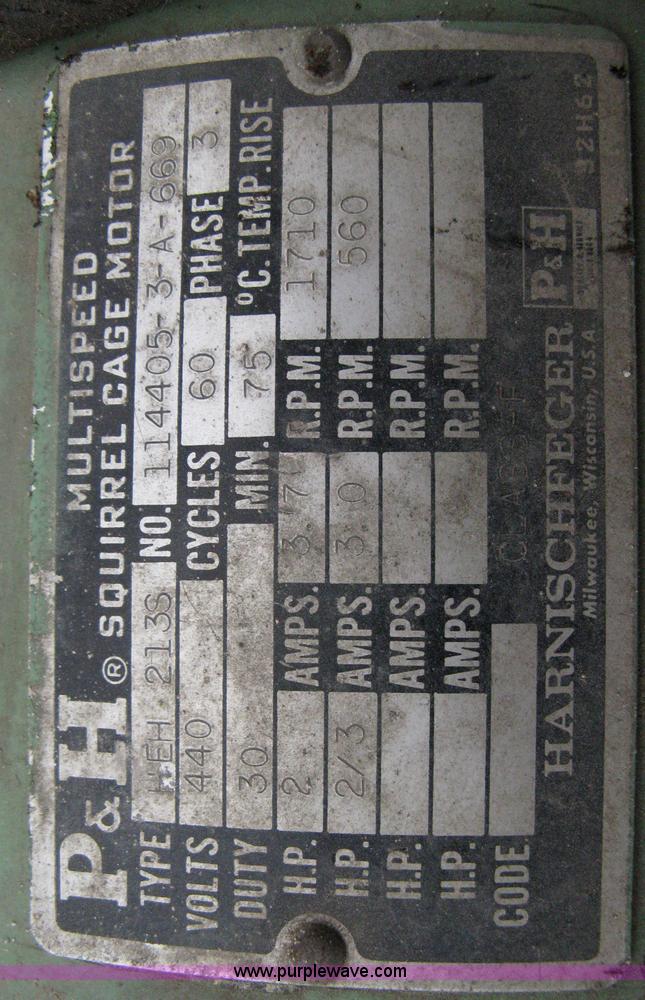 P&H ® MULTISPEED
SQUIRREL CAGE MOTOR
TYPE HEH 213S NO. 114405-3-A-669
VOLTS 440 CYCLES 60 PHASE 3
DUTY 30 MIN. 75 °C. TEMP. RISE
H.P. 2 AMPS. 3.7 R.P.M. 1710
H.P. 2/3 AMPS. 3.0 R.P.M. 560
H.P. AMPS. R.P.M.
H.P. AMPS. R.P.M.
CODE CLASS-F
HARNISCHFEGER P&H
Milwaukee, Wisconsin, U.S.A.
92H62
www.purplewave.com